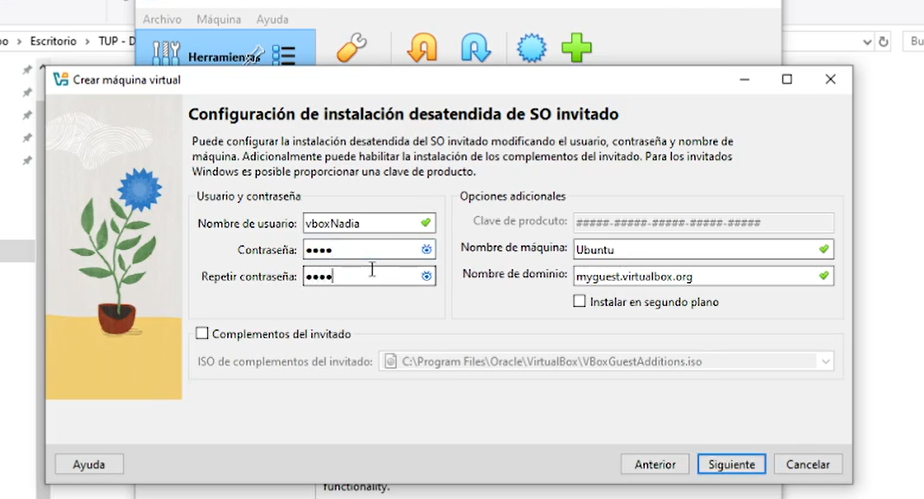 Archivo Máquina Ayuda
Escritorio TUP - D
Herramientas
Bu
Crear máquina virtual
Configuración de instalación desatendida de SO invitado
Puede configurar la instalación desatendida del SO invitado modificando el usuario, contraseña y nombre de
máquina. Adicionalmente puede habilitar la instalación de los complementos del invitado. Para los invitados
Windows es posible proporcionar una clave de producto.
Usuario y contraseña
Nombre de usuario: vboxNadia
Contraseña: ••••
Repetir contraseña: ••••
Opciones adicionales
Clave de prodcuto: #####-#####-#####-#####-#####
Nombre de máquina: Ubuntu
Nombre de dominio: myguest.virtualbox.org
Instalar en segundo plano
Complementos del invitado
ISO de complementos del invitado: C:\Program Files\Oracle\VirtualBox\VBoxGuestAdditions.iso
Ayuda Anterior Siguiente Cancelar
functionality.